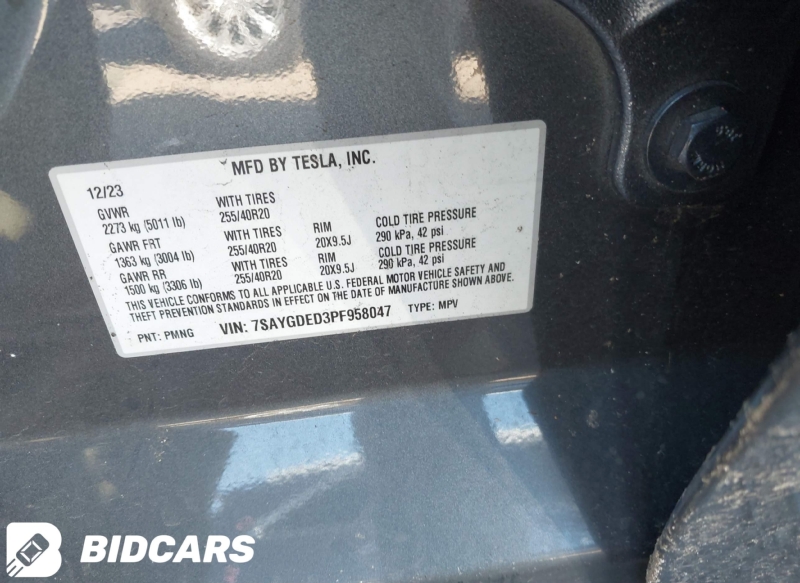 MFD BY TESLA, INC.
12/23
GVWR WITH TIRES
2273 kg (5011 lb) 255/40R20
GAWR FRT WITH TIRES RIM COLD TIRE PRESSURE
1363 kg (3004 lb) 255/40R20 20X9.5J 290 kPa, 42 psi
GAWR RR WITH TIRES RIM COLD TIRE PRESSURE
1500 kg (3306 lb) 255/40R20 20X9.5J 290 kPa, 42 psi
THIS VEHICLE CONFORMS TO ALL APPLICABLE U.S. FEDERAL MOTOR VEHICLE SAFETY AND
THEFT PREVENTION STANDARDS IN EFFECT ON THE DATE OF MANUFACTURE SHOWN ABOVE.
PNT: PMNG VIN: 7SAYGDED3PF958047 TYPE: MPV
BIDCARS